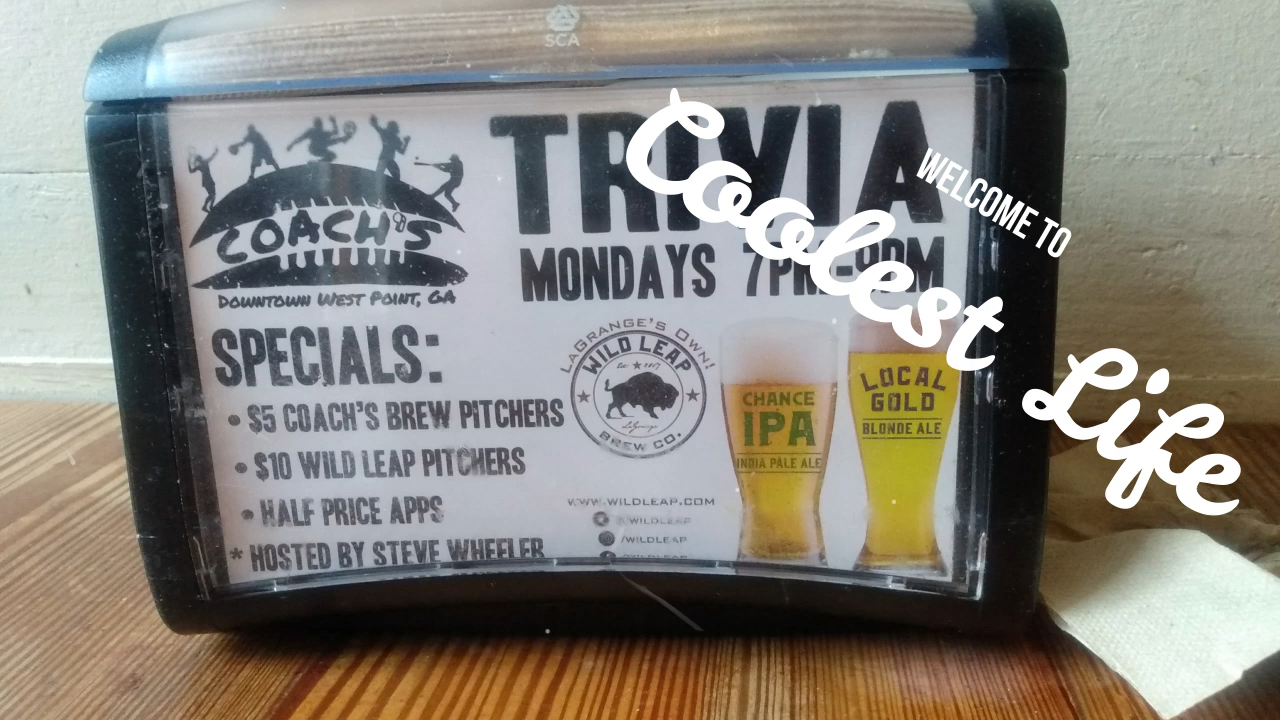 SCA
COACH'S
DOWNTOWN WEST POINT, GA
TRIVIA
MONDAYS 7PM-9PM
WELCOME TO
Coolest Life
SPECIALS:
• $5 COACH'S BREW PITCHERS
• $10 WILD LEAP PITCHERS
• HALF PRICE APPS
* HOSTED BY STEVE WHEELER
LAGRANGE'S OWN!
WILD LEAP
BREW CO.
WWW.WILDLEAP.COM
@WILDLEAP
/WILDLEAP
/WILDLEAP
CHANCE
IPA
INDIA PALE ALE
LOCAL
GOLD
BLONDE ALE